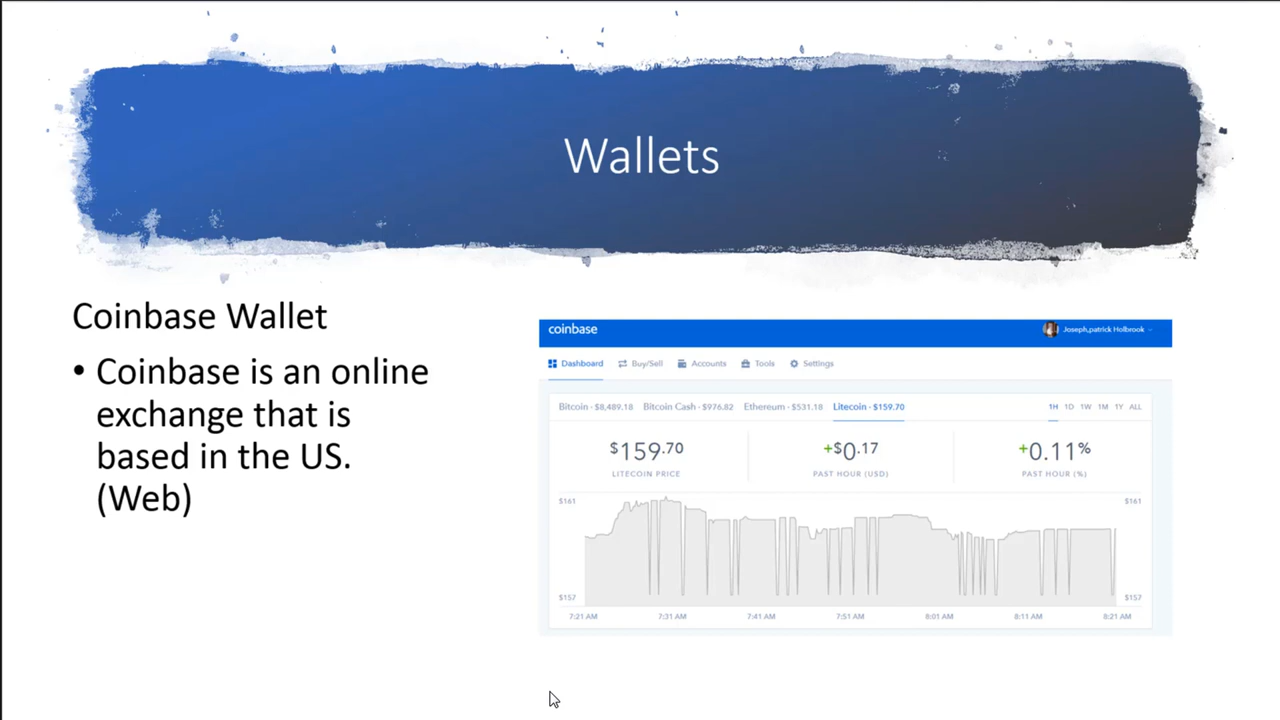 Wallets
Coinbase Wallet
• Coinbase is an online
exchange that is
based in the US.
(Web)
coinbase
Joseph,patrick Holbrook
Dashboard Buy/Sell Accounts Tools Settings
Bitcoin · $8,489.18 Bitcoin Cash · $976.82 Ethereum · $531.18 Litecoin · $159.70 1H 1D 1W 1M 1Y ALL
$159.70 +$0.17 +0.11%
LITECOIN PRICE PAST HOUR (USD) PAST HOUR (%)
$161 $161
$157 $157
7:21 AM 7:31 AM 7:41 AM 7:51 AM 8:01 AM 8:11 AM 8:21 AM